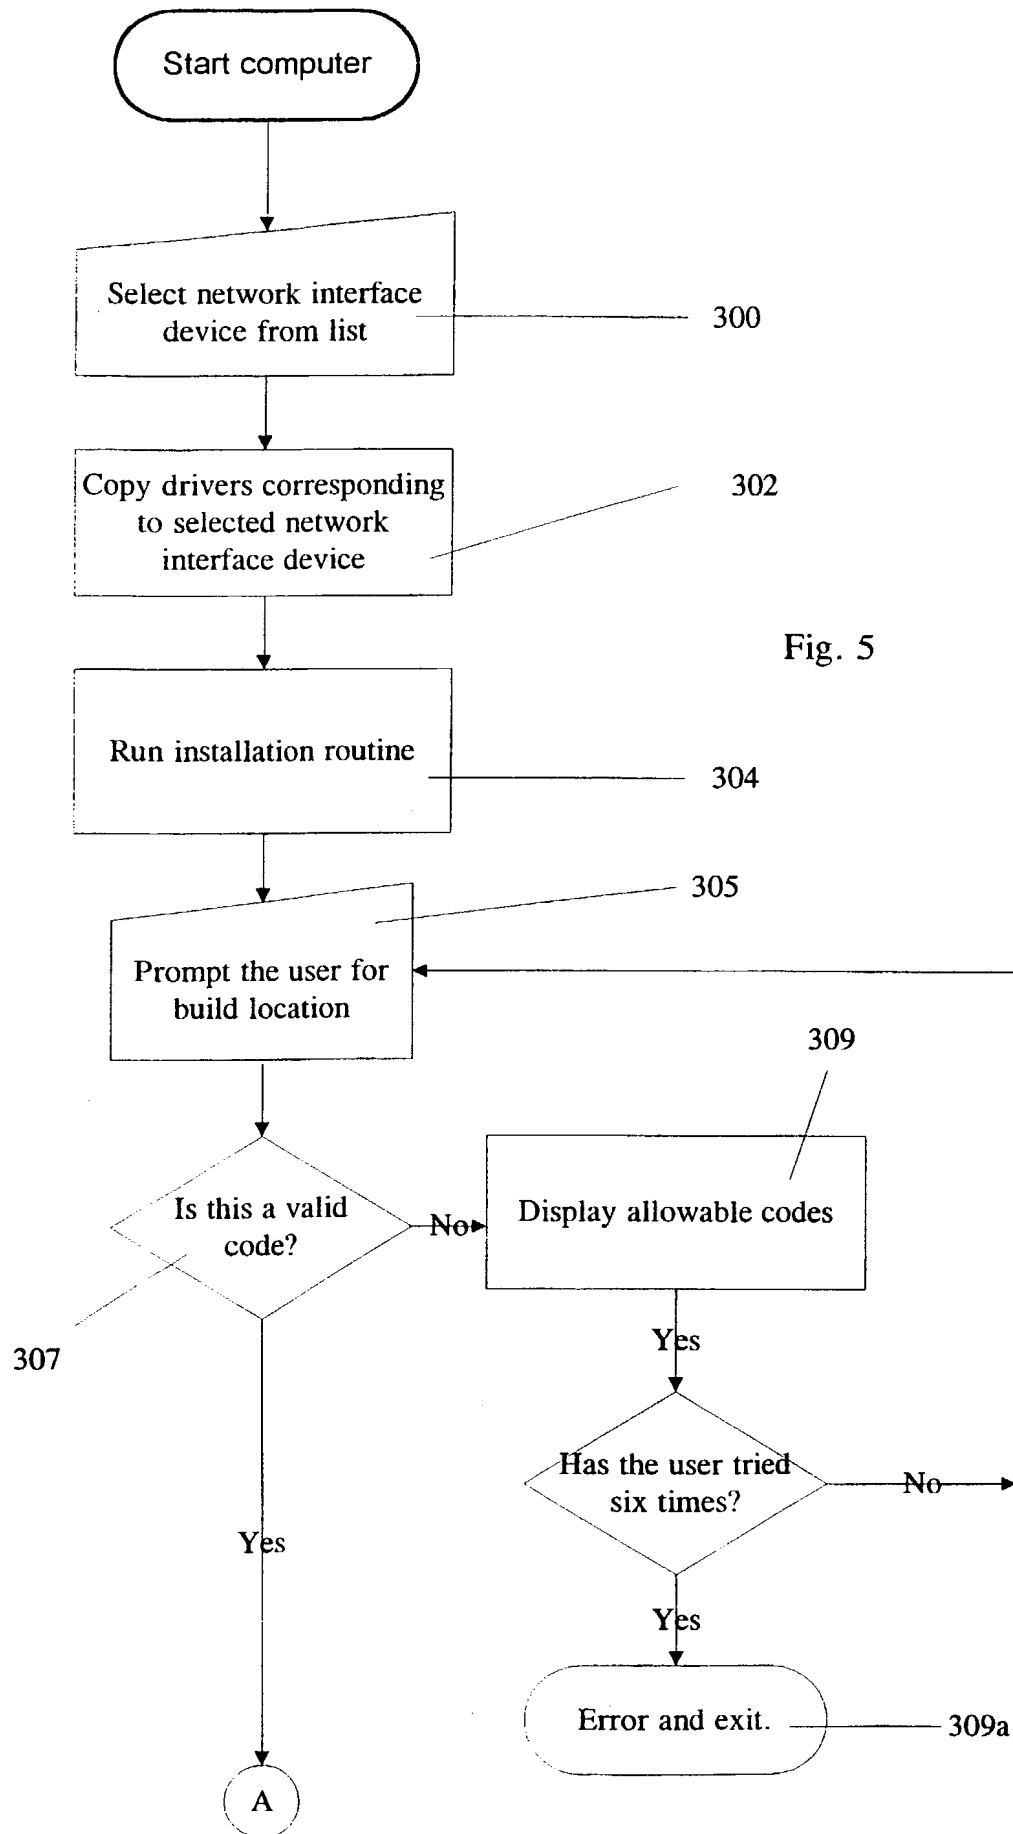 Start computer
Select network interface
device from list
300
Copy drivers corresponding
to selected network
interface device
302
Fig. 5
Run installation routine
304
305
Prompt the user for
build location
309
Is this a valid
code?
No
Display allowable codes
307
Yes
Has the user tried
six times?
No
Yes
Yes
Error and exit.
309a
A